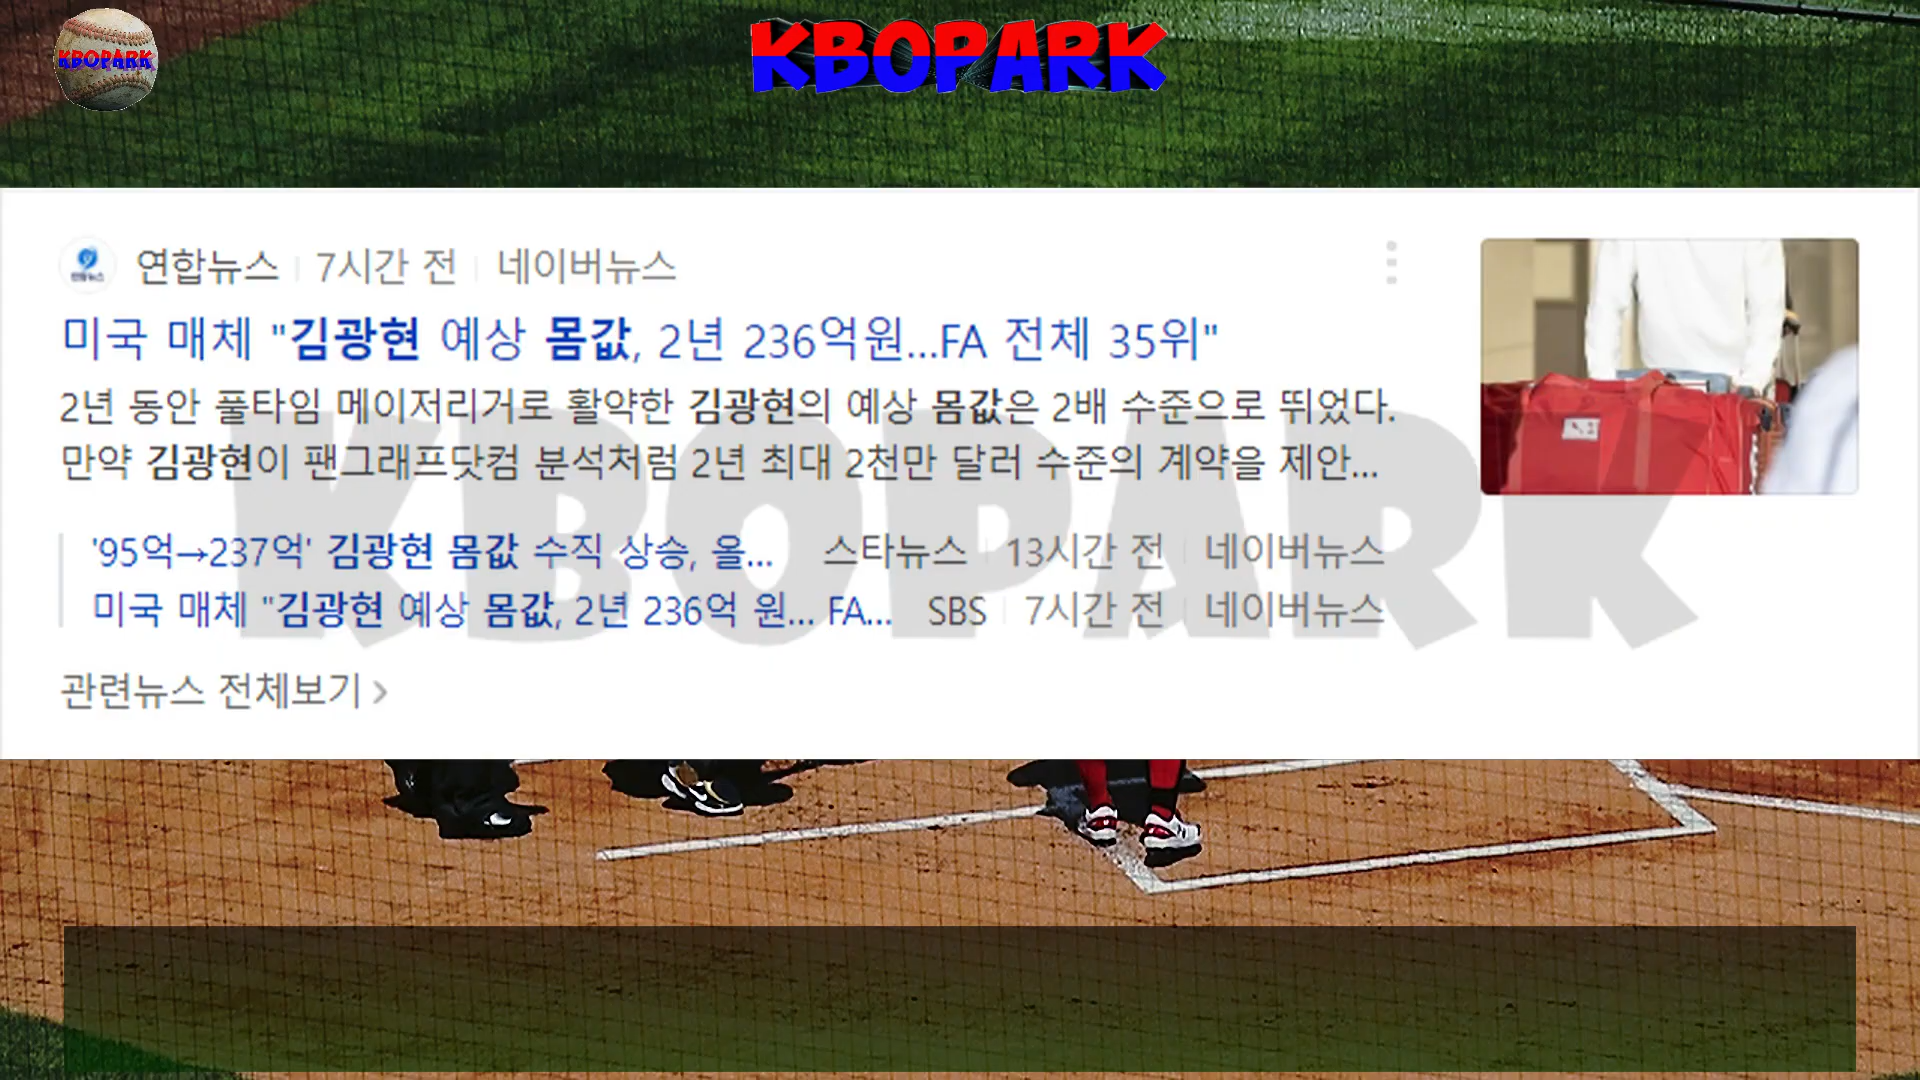 KBOPARK
KBOPARK
연합뉴스 7시간 전 네이버뉴스
미국 매체 "김광현 예상 몸값, 2년 236억원...FA 전체 35위"
2년 동안 풀타임 메이저리거로 활약한 김광현의 예상 몸값은 2배 수준으로 뛰었다.
만약 김광현이 팬그래프닷컴 분석처럼 2년 최대 2천만 달러 수준의 계약을 제안...
'95억→237억' 김광현 몸값 수직 상승, 올... 스타뉴스 13시간 전 네이버뉴스
미국 매체 "김광현 예상 몸값, 2년 236억 원... FA... SBS 7시간 전 네이버뉴스
KBOPARK
관련뉴스 전체보기 >